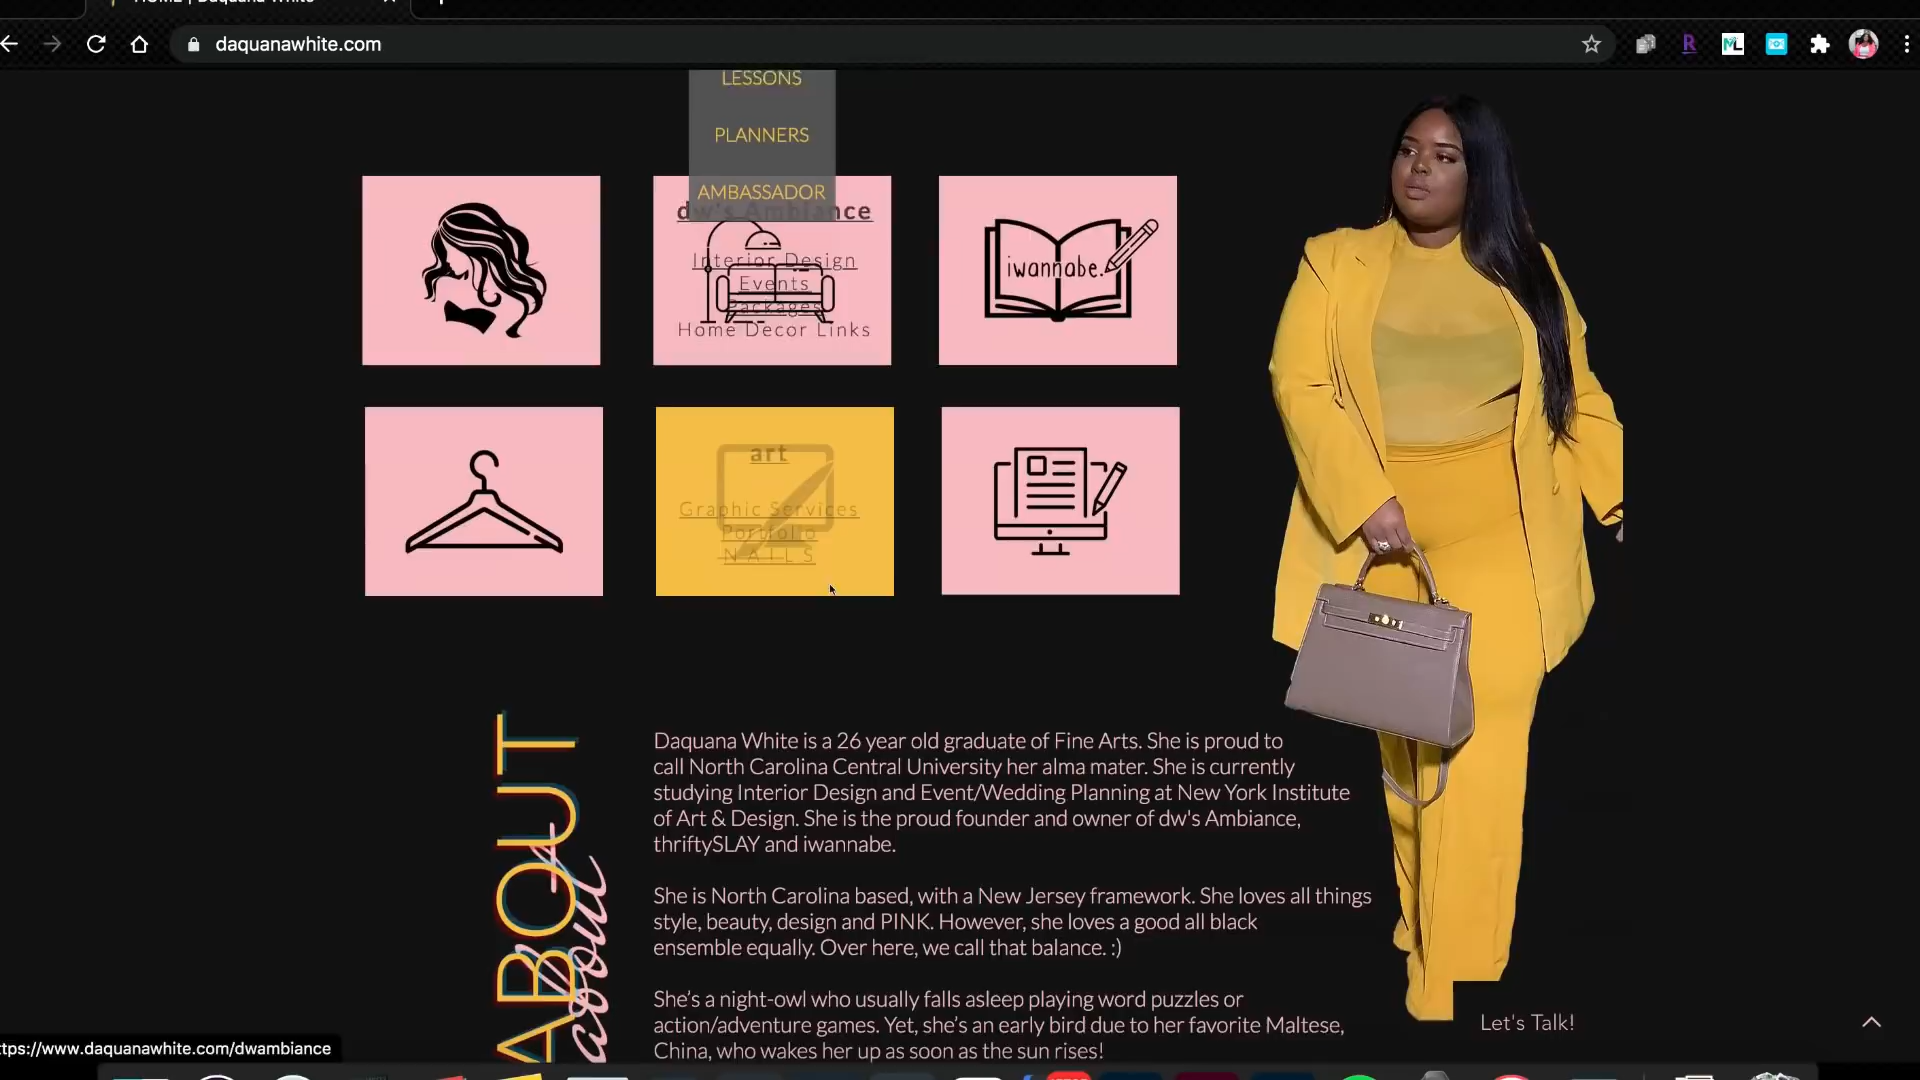 HOME | Daquana White
daquanawhite.com
LESSONS
PLANNERS
AMBASSADOR
dw's Ambiance
Interior Design
Events
Packages
Home Decor Links
iwannabe.
art
Graphic Services
Portfolio
NAILS
ABOUT
about
Daquana White is a 26 year old graduate of Fine Arts. She is proud to
call North Carolina Central University her alma mater. She is currently
studying Interior Design and Event/Wedding Planning at New York Institute
of Art & Design. She is the proud founder and owner of dw's Ambiance,
thriftySLAY and iwannabe.
She is North Carolina based, with a New Jersey framework. She loves all things
style, beauty, design and PINK. However, she loves a good all black
ensemble equally. Over here, we call that balance. :)
She's a night-owl who usually falls asleep playing word puzzles or
action/adventure games. Yet, she's an early bird due to her favorite Maltese,
China, who wakes her up as soon as the sun rises!
Let's Talk!
ttps://www.daquanawhite.com/dwambiance